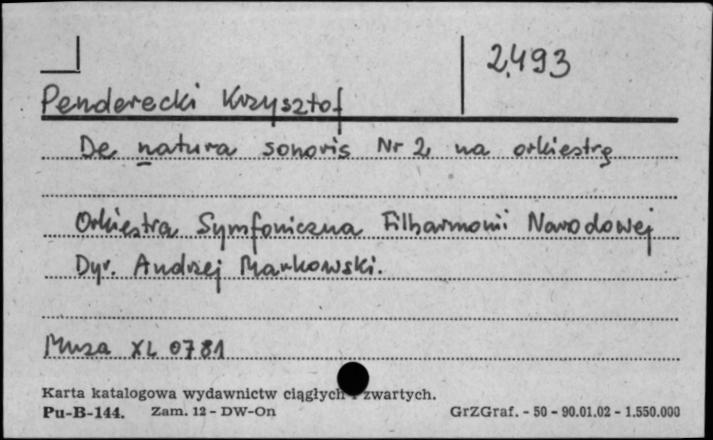 2.493
Penderecki Krzysztof
De natura sonoris Nr 2, na orkiestrę
Orkiestra Symfoniczna Filharmonii Narodowej
Dyr. Andrzej Markowski.
Muza XL 0781
Karta katalogowa wydawnictw ciągłych i zwartych.
Pu-B-144. Zam. 12 - DW-On GrZGraf. - 50 - 90.01.02 - 1.550.000